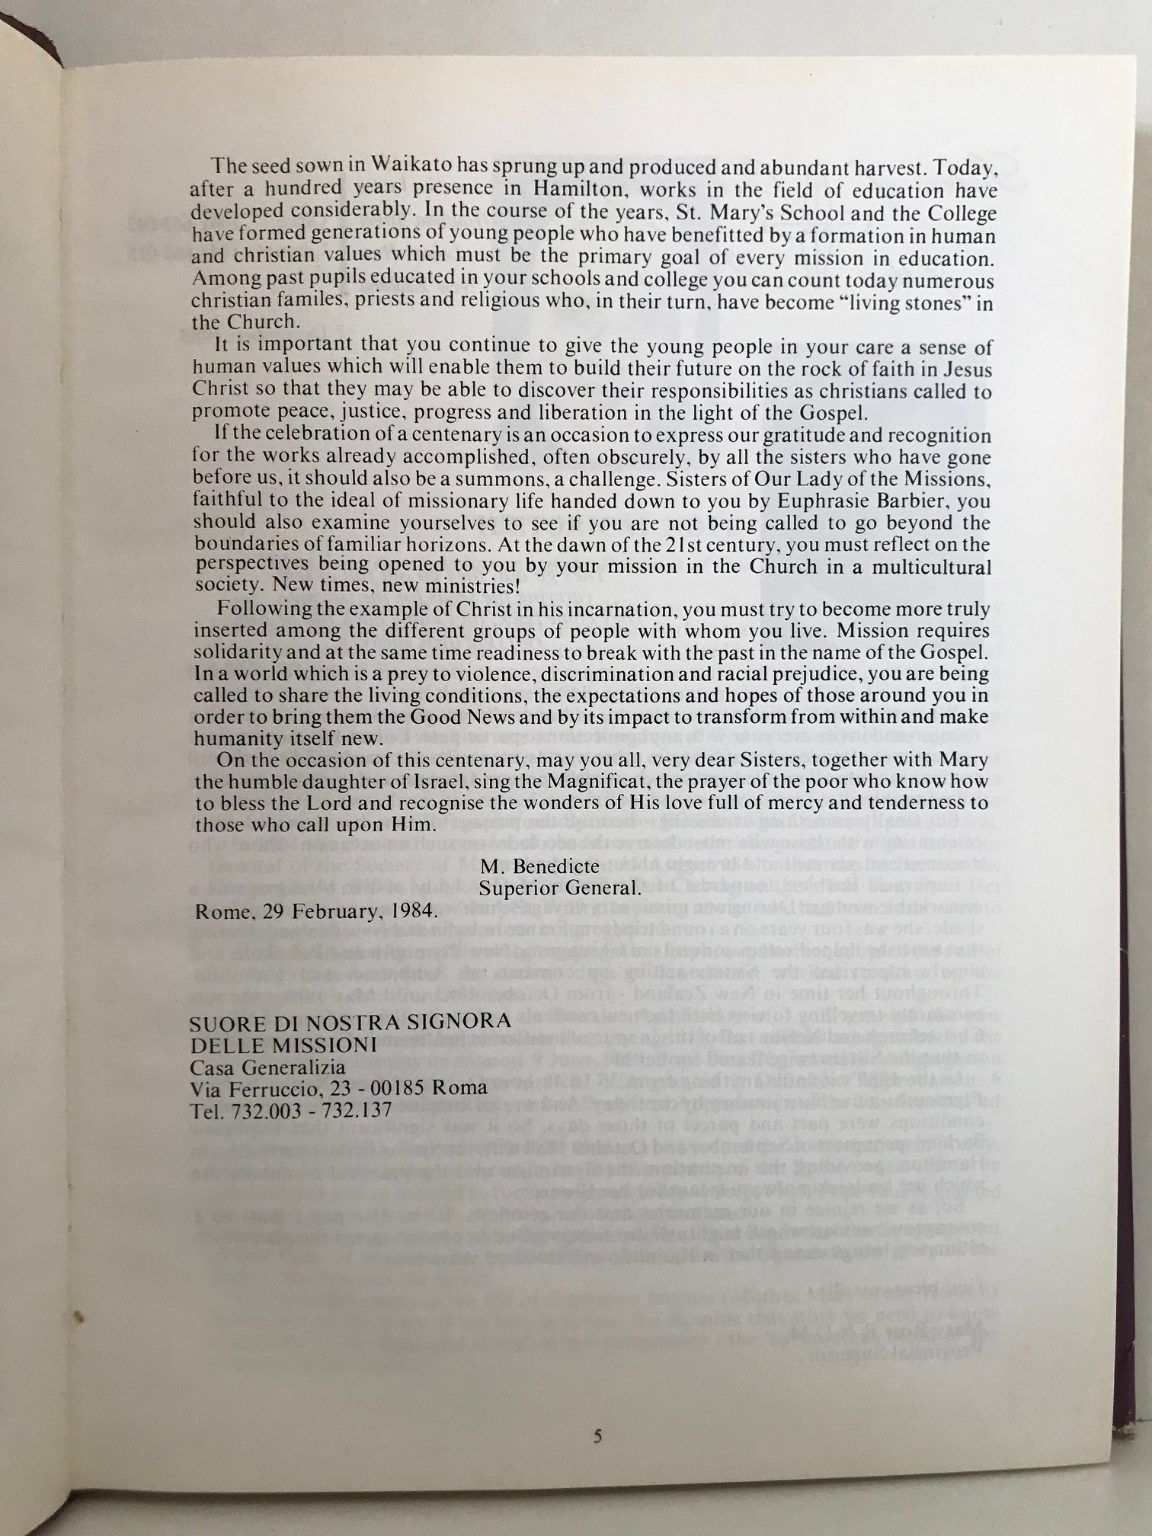 The seed sown in Waikato has sprung up and produced and abundant harvest. Today,
after a hundred years presence in Hamilton, works in the field of education have
developed considerably. In the course of the years, St. Mary's School and the College
have formed generations of young people who have benefitted by a formation in human
and christian values which must be the primary goal of every mission in education.
Among past pupils educated in your schools and college you can count today numerous
christian familes, priests and religious who, in their turn, have become “living stones” in
the Church.
It is important that you continue to give the young people in your care a sense of
human values which will enable them to build their future on the rock of faith in Jesus
Christ so that they may be able to discover their responsibilities as christians called to
promote peace, justice, progress and liberation in the light of the Gospel.
If the celebration of a centenary is an occasion to express our gratitude and recognition
for the works already accomplished, often obscurely, by all the sisters who have gone
before us, it should also be a summons, a challenge. Sisters of Our Lady of the Missions,
faithful to the ideal of missionary life handed down to you by Euphrasie Barbier, you
should also examine yourselves to see if you are not being called to go beyond the
boundaries of familiar horizons. At the dawn of the 21st century, you must reflect on the
perspectives being opened to you by your mission in the Church in a multicultural
society. New times, new ministries!
Following the example of Christ in his incarnation, you must try to become more truly
inserted among the different groups of people with whom you live. Mission requires
solidarity and at the same time readiness to break with the past in the name of the Gospel.
In a world which is a prey to violence, discrimination and racial prejudice, you are being
called to share the living conditions, the expectations and hopes of those around you in
order to bring them the Good News and by its impact to transform from within and make
humanity itself new.
On the occasion of this centenary, may you all, very dear Sisters, together with Mary
the humble daughter of Israel, sing the Magnificat, the prayer of the poor who know how
to bless the Lord and recognise the wonders of His love full of mercy and tenderness to
those who call upon Him.
M. Benedicte
Superior General.
Rome, 29 February, 1984.
SUORE DI NOSTRA SIGNORA
DELLE MISSIONI
Casa Generalizia
Via Ferruccio, 23 - 00185 Roma
Tel. 732.003 - 732.137
5